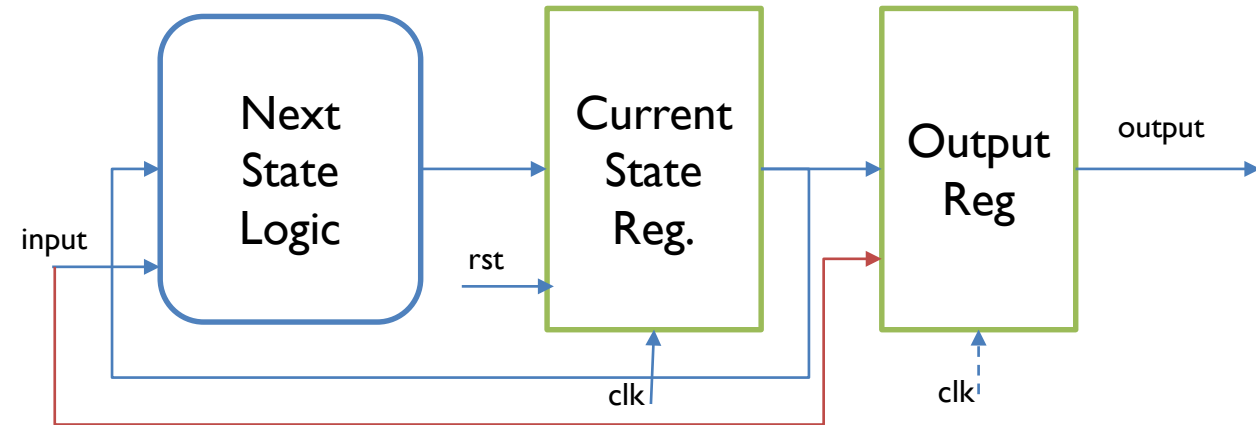 Next
State
Logic
Current
State
Reg.
Output
Reg
output
input
rst
clk
clk